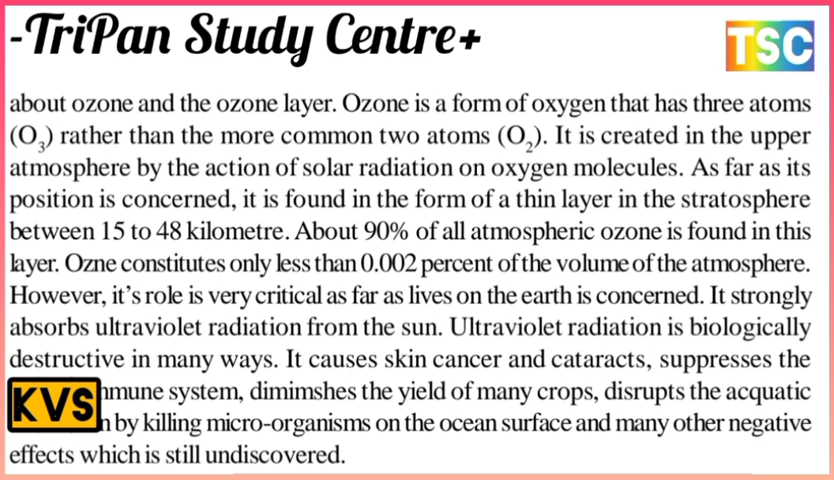 -TriPan Study Centre+
TSC
about ozone and the ozone layer. Ozone is a form of oxygen that has three atoms
(O₃) rather than the more common two atoms (O₂). It is created in the upper
atmosphere by the action of solar radiation on oxygen molecules. As far as its
position is concerned, it is found in the form of a thin layer in the stratosphere
between 15 to 48 kilometre. About 90% of all atmospheric ozone is found in this
layer. Ozne constitutes only less than 0.002 percent of the volume of the atmosphere.
However, it's role is very critical as far as lives on the earth is concerned. It strongly
absorbs ultraviolet radiation from the sun. Ultraviolet radiation is biologically
destructive in many ways. It causes skin cancer and cataracts, suppresses the
KVS
system, dimimshes the yield of many crops, disrupts the acquatic
by killing micro-organisms on the ocean surface and many other negative
effects which is still undiscovered.